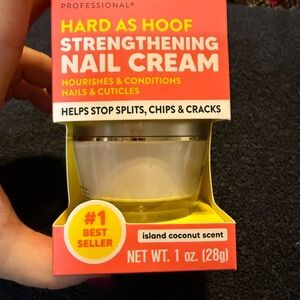 PROFESSIONAL®
HARD AS HOOF
STRENGTHENING
NAIL CREAM
NOURISHES & CONDITIONS
NAILS & CUTICLES
HELPS STOP SPLITS, CHIPS & CRACKS
#1
BEST
SELLER
island coconut scent
NET WT. 1 oz. (28g)